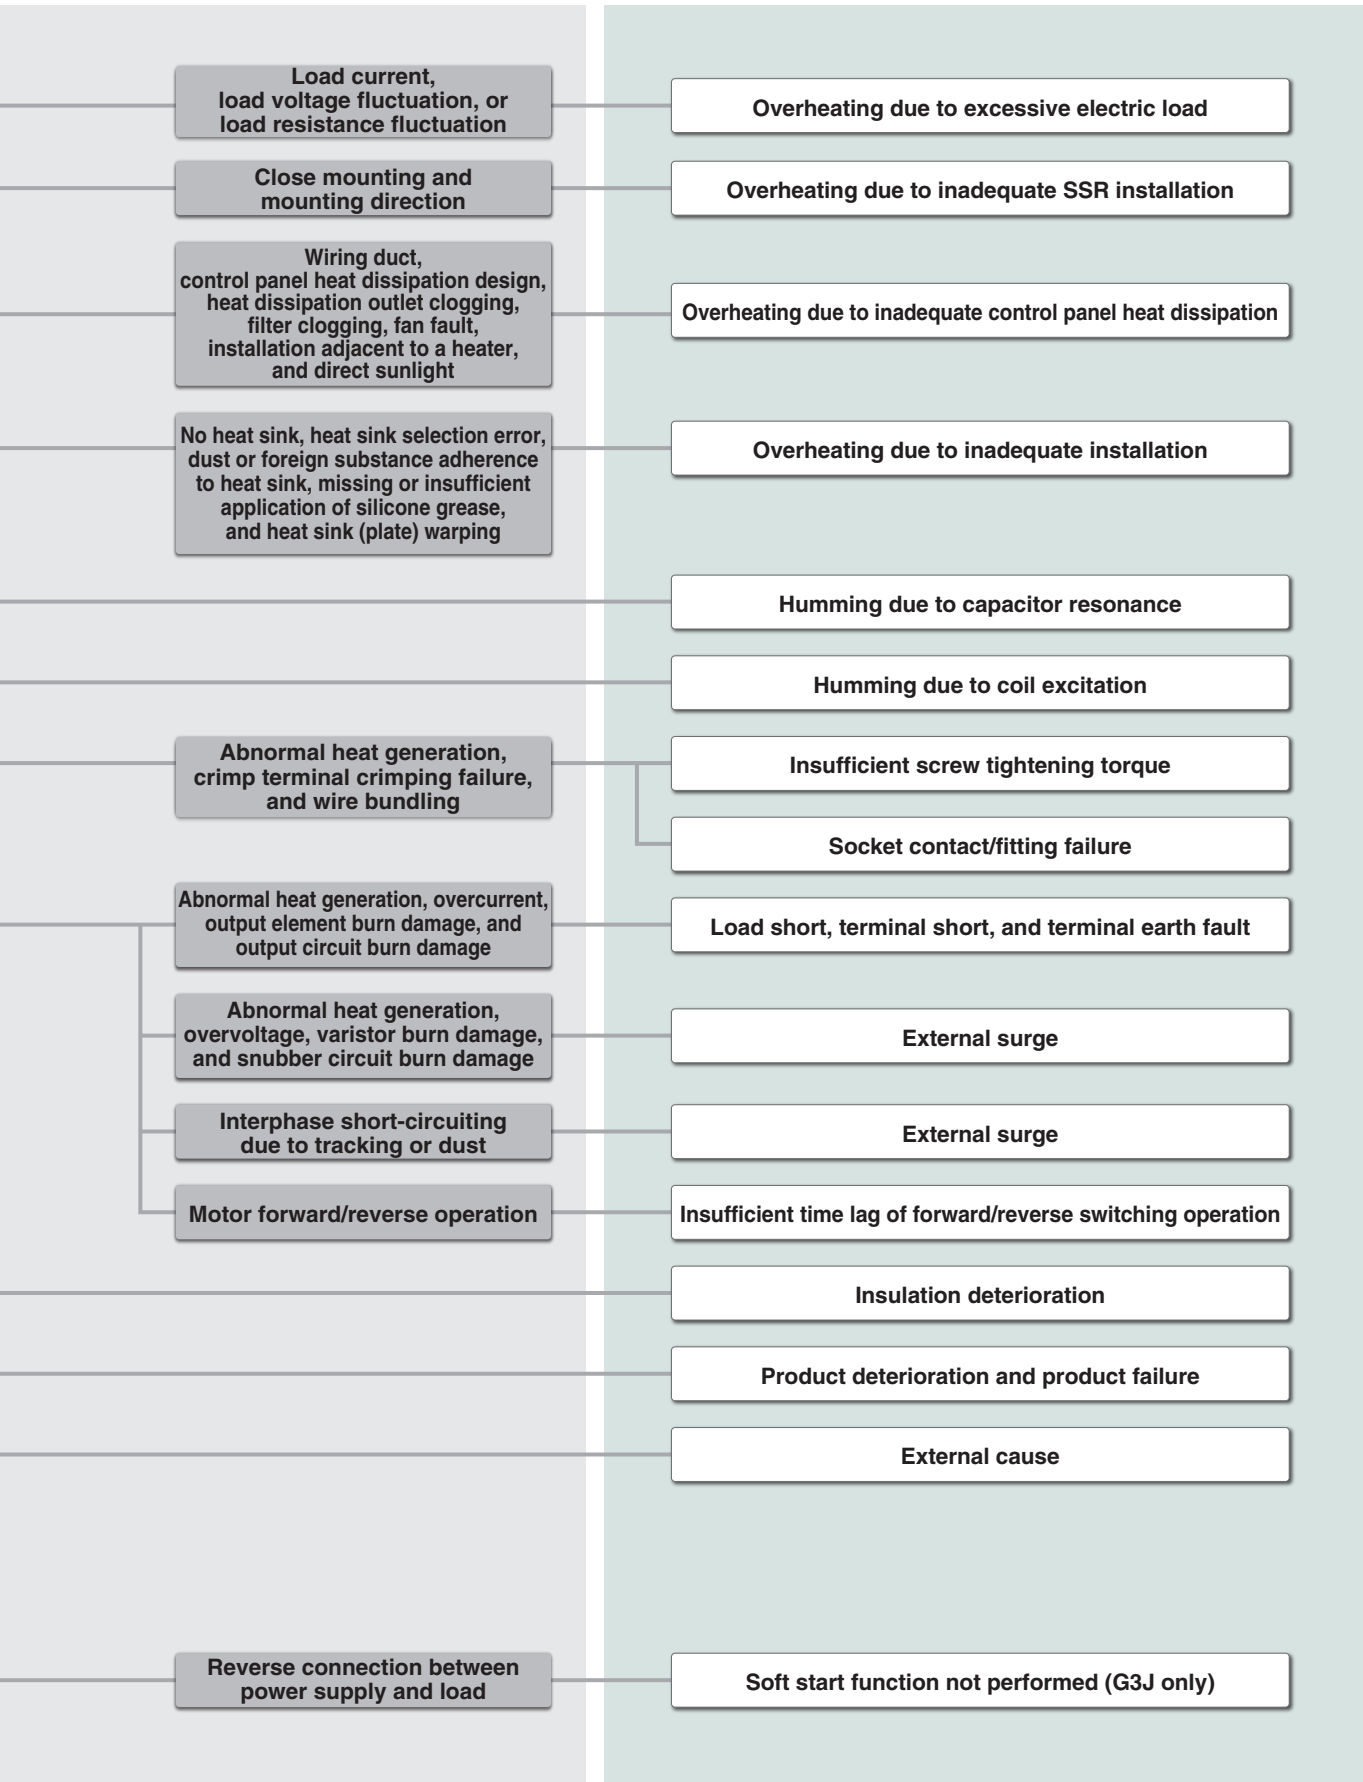 Load current,
load voltage fluctuation, or
load resistance fluctuation
Overheating due to excessive electric load
Close mounting and
mounting direction
Overheating due to inadequate SSR installation
Wiring duct,
control panel heat dissipation design,
heat dissipation outlet clogging,
filter clogging, fan fault,
installation adjacent to a heater,
and direct sunlight
Overheating due to inadequate control panel heat dissipation
No heat sink, heat sink selection error,
dust or foreign substance adherence
to heat sink, missing or insufficient
application of silicone grease,
and heat sink (plate) warping
Overheating due to inadequate installation
Humming due to capacitor resonance
Humming due to coil excitation
Abnormal heat generation,
crimp terminal crimping failure,
and wire bundling
Insufficient screw tightening torque
Socket contact/fitting failure
Abnormal heat generation, overcurrent,
output element burn damage, and
output circuit burn damage
Load short, terminal short, and terminal earth fault
Abnormal heat generation,
overvoltage, varistor burn damage,
and snubber circuit burn damage
External surge
Interphase short-circuiting
due to tracking or dust
External surge
Motor forward/reverse operation
Insufficient time lag of forward/reverse switching operation
Insulation deterioration
Product deterioration and product failure
External cause
Reverse connection between
power supply and load
Soft start function not performed (G3J only)